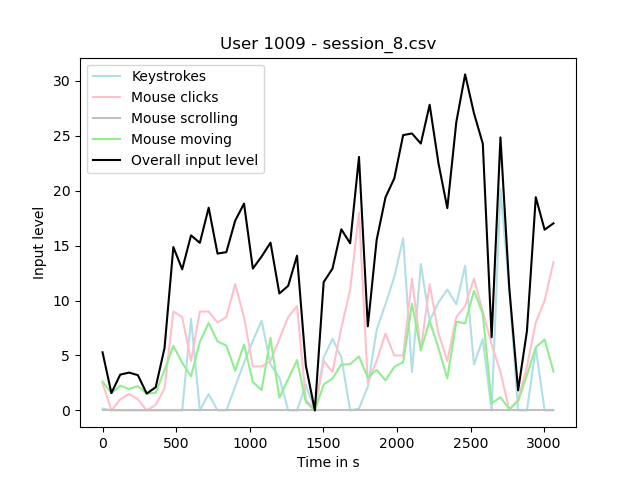 User 1009 - session_8.csv
Keystrokes
Mouse clicks
Mouse scrolling
Mouse moving
Overall input level
Input level
30
25
20
15
10
5
0
0 500 1000 1500 2000 2500 3000
Time in s